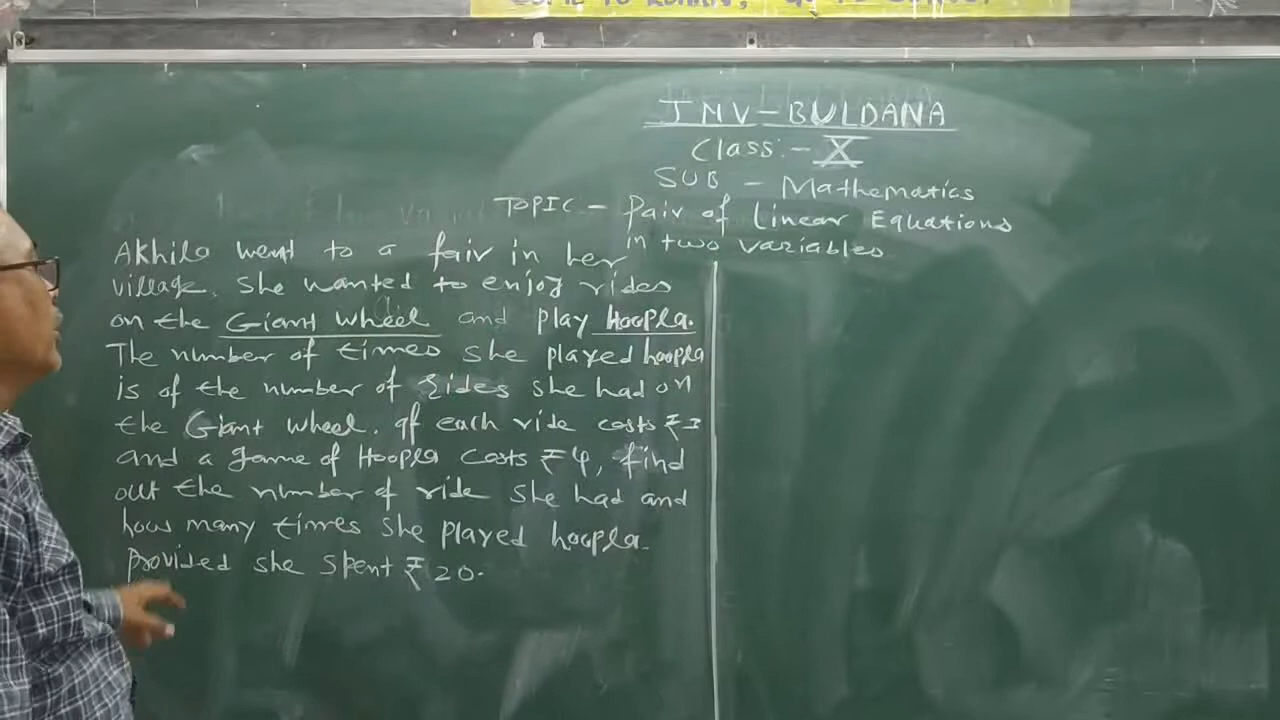 JNV - BULDANA
Class :- X
SUB - Mathematics
TOPIC - Pair of Linear Equations
in two variables
Akhila went to a fair in her
village. She wanted to enjoy rides
on the Giant Wheel and play Hoopla.
The number of times she played hoopla
is of the number of rides she had on
the Giant Wheel. If each ride costs ₹3
and a game of Hoopla costs ₹4, find
out the number of ride she had and
how many times she played hoopla.
Provided she spent ₹20.